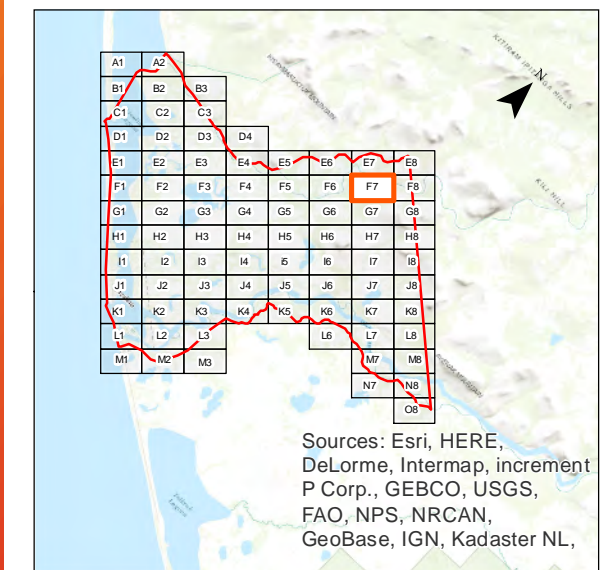 KITIRAM IPIRUNGA HILLS
N
A1 A2
B1 B2 B3
C1 C2 C3
D1 D2 D3 D4
KILL HILL
E1 E2 E3 E4 E5 E6 E7 E8
F1 F2 F3 F4 F5 F6 F7 F8
G1 G2 G3 G4 G5 G6 G7 G8
H1 H2 H3 H4 H5 H6 H7 H8
I1 I2 I3 I4 I5 I6 I7 I8
J1 J2 J3 J4 J5 J6 J7 J8
K1 K2 K3 K4 K5 K6 K7 K8
L1 L2 L3 L6 L7 L8
M1 M2 M3 M7 M8
N7 N8
O8
Sources: Esri, HERE,
DeLorme, Intermap, increment
P Corp., GEBCO, USGS,
FAO, NPS, NRCAN,
GeoBase, IGN, Kadaster NL,